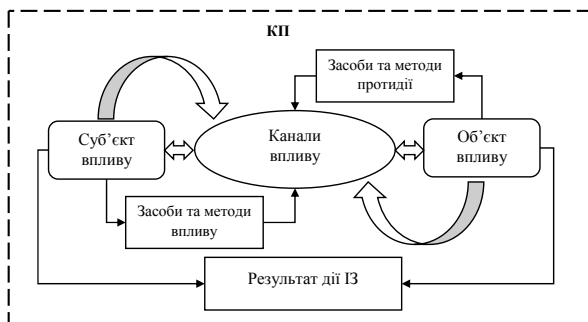 КП
Засоби та методи
протидії
Суб’єкт
впливу
Канали
впливу
Об’єкт
впливу
Засоби та методи
впливу
Результат дії ІЗ